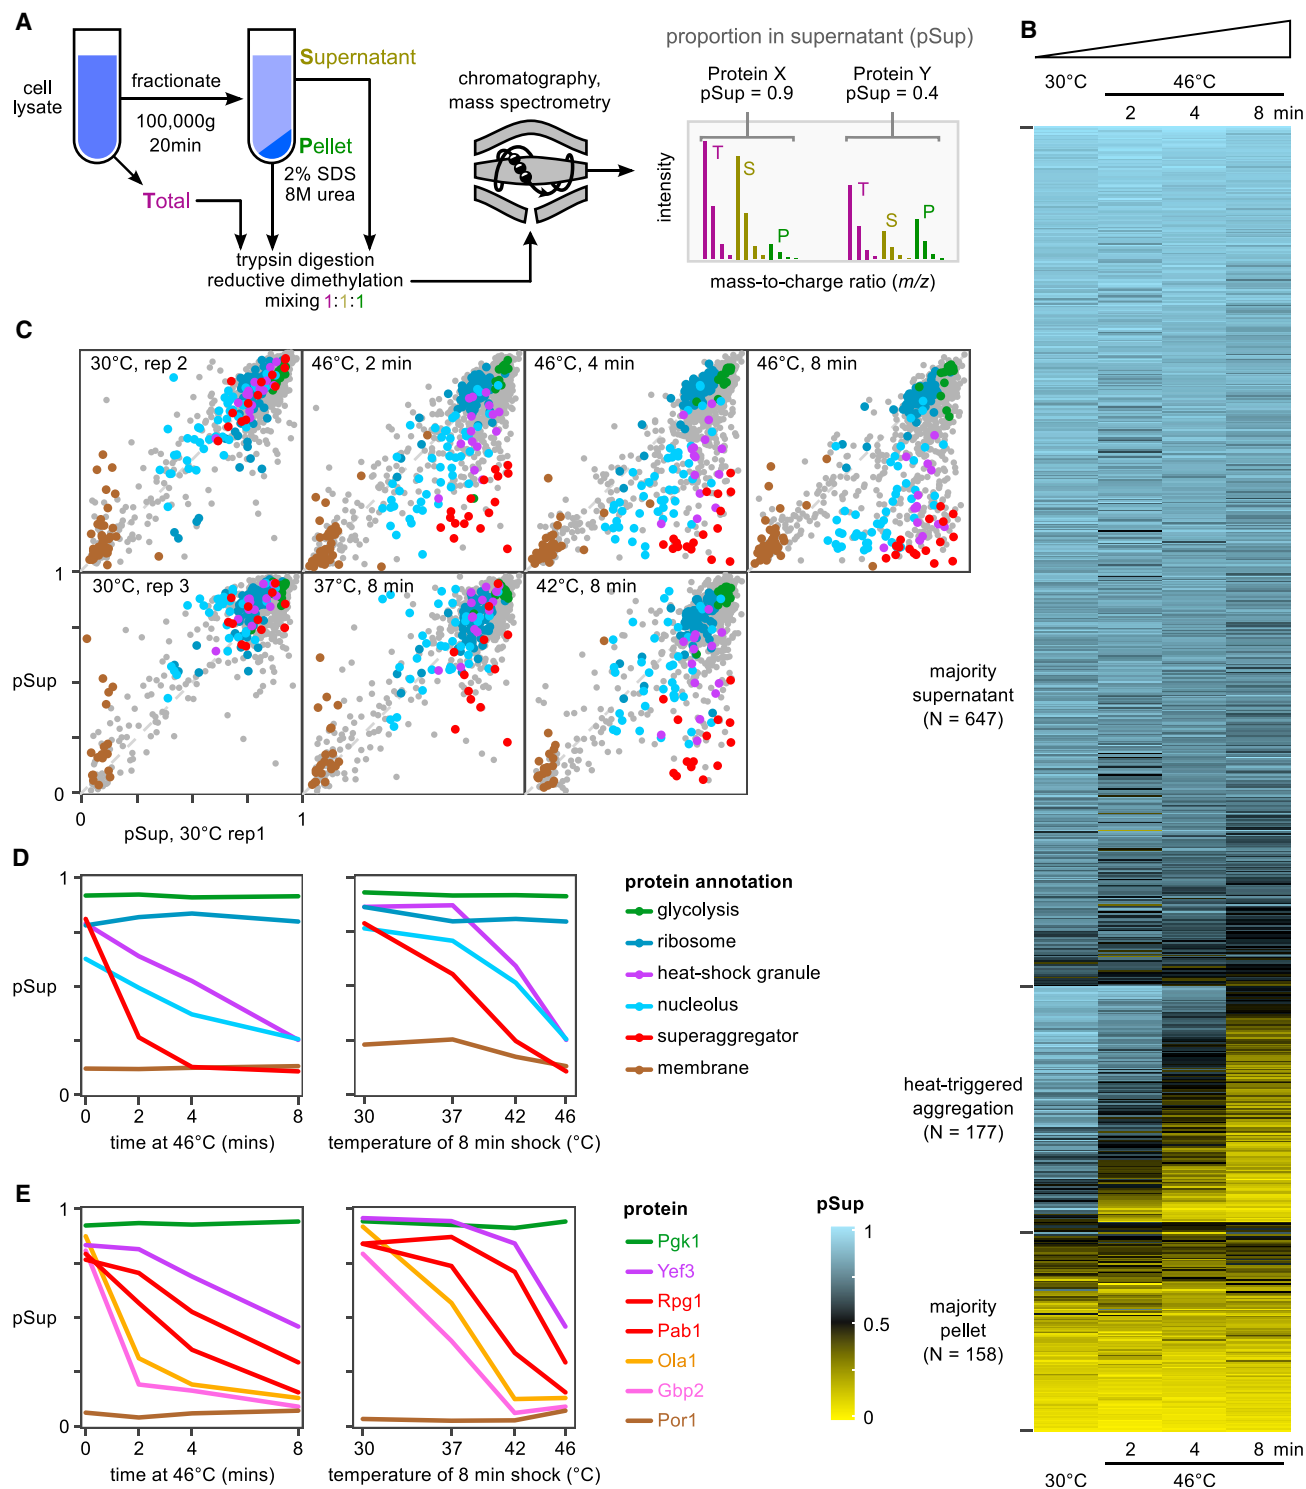 A
cell
lysate
fractionate
100,000g
20min
Supernatant
Pellet
2% SDS
8M urea
Total
trypsin digestion
reductive dimethylation
mixing 1:1:1
chromatography,
mass spectrometry
proportion in supernatant (pSup)
Protein X
pSup = 0.9
Protein Y
pSup = 0.4
intensity
T
S
P
T
S
P
mass-to-charge ratio (m/z)
B
30°C
46°C
2
4
8 min
majority
supernatant
(N = 647)
heat-triggered
aggregation
(N = 177)
majority
pellet
(N = 158)
2
4
8 min
30°C
46°C
C
30°C, rep 2
46°C, 2 min
46°C, 4 min
46°C, 8 min
30°C, rep 3
37°C, 8 min
42°C, 8 min
1
pSup
0
0
1
pSup, 30°C rep1
D
1
pSup
0
0
2
4
8
time at 46°C (mins)
30
37
42
46
temperature of 8 min shock (°C)
protein annotation
glycolysis
ribosome
heat-shock granule
nucleolus
superaggregator
membrane
E
1
pSup
0
0
2
4
8
time at 46°C (mins)
30
37
42
46
temperature of 8 min shock (°C)
protein
Pgk1
Yef3
Rpg1
Pab1
Ola1
Gbp2
Por1
pSup
1
0.5
0